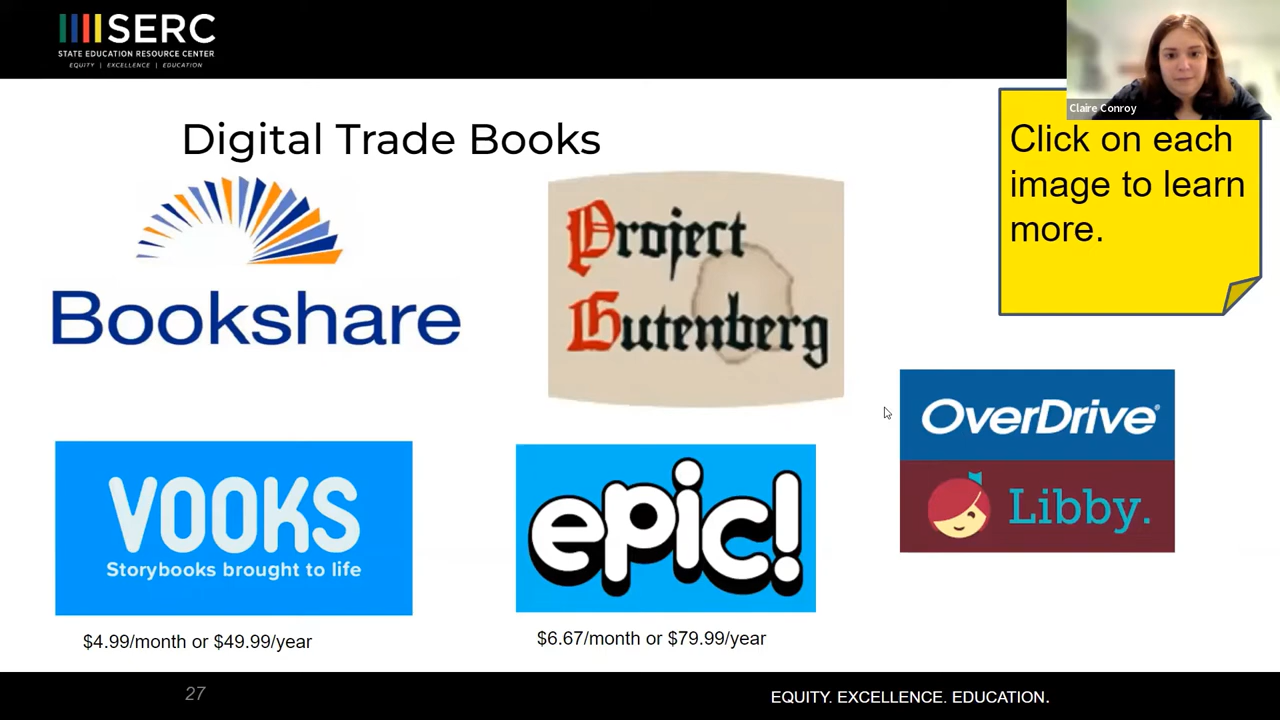 SERC
STATE EDUCATION RESOURCE CENTER
EQUITY | EXCELLENCE | EDUCATION
Claire Conroy
Digital Trade Books
Click on each
image to learn
more.
Bookshare
Project
Gutenberg
OverDrive®
Libby.
VOOKS
Storybooks brought to life
epic!
$4.99/month or $49.99/year
$6.67/month or $79.99/year
27
EQUITY. EXCELLENCE. EDUCATION.